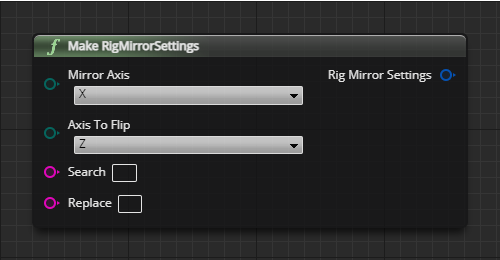 f Make RigMirrorSettings
Mirror Axis
Rig Mirror Settings
X
Axis To Flip
Z
Search
Replace